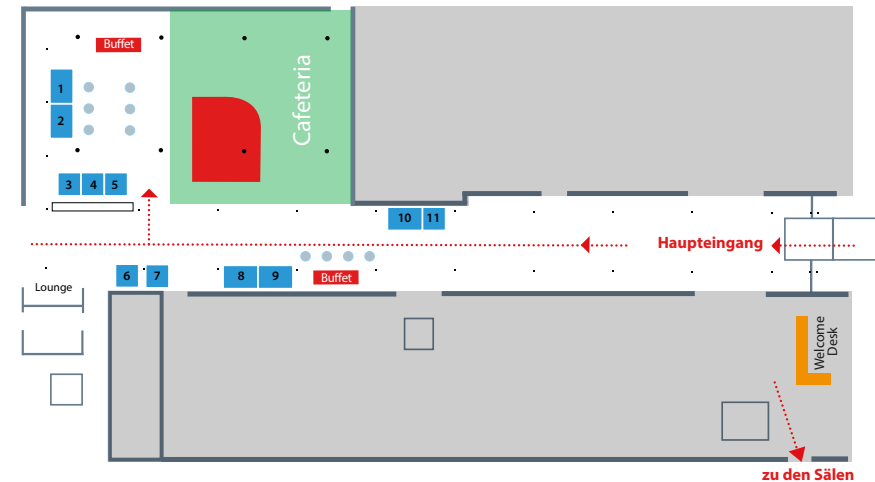 Buffet
Cafeteria
1
2
3 4 5
10 11
Haupteingang
6 7 8 9
Buffet
Lounge
Welcome
Desk
zu den Sälen